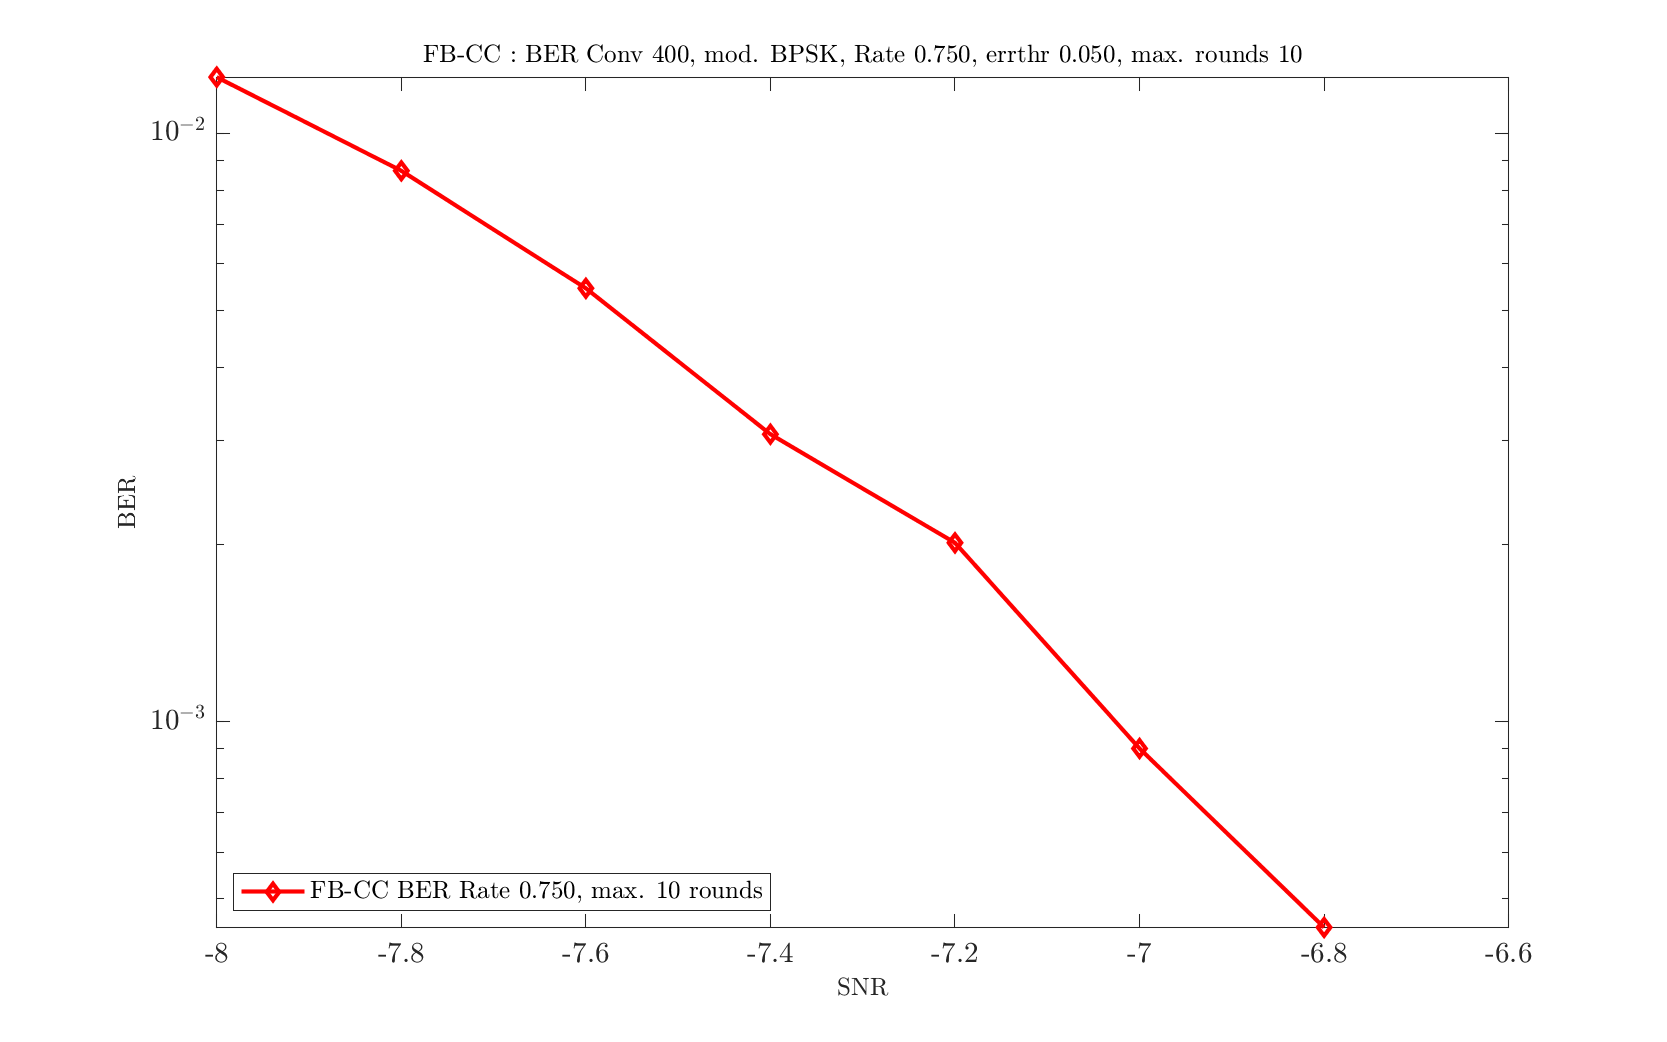 FB-CC : BER Conv 400, mod. BPSK, Rate 0.750, errthr 0.050, max. rounds 10
10^{-2}
BER
10^{-3}
FB-CC BER Rate 0.750, max. 10 rounds
-8 -7.8 -7.6 -7.4 -7.2 -7 -6.8 -6.6
SNR